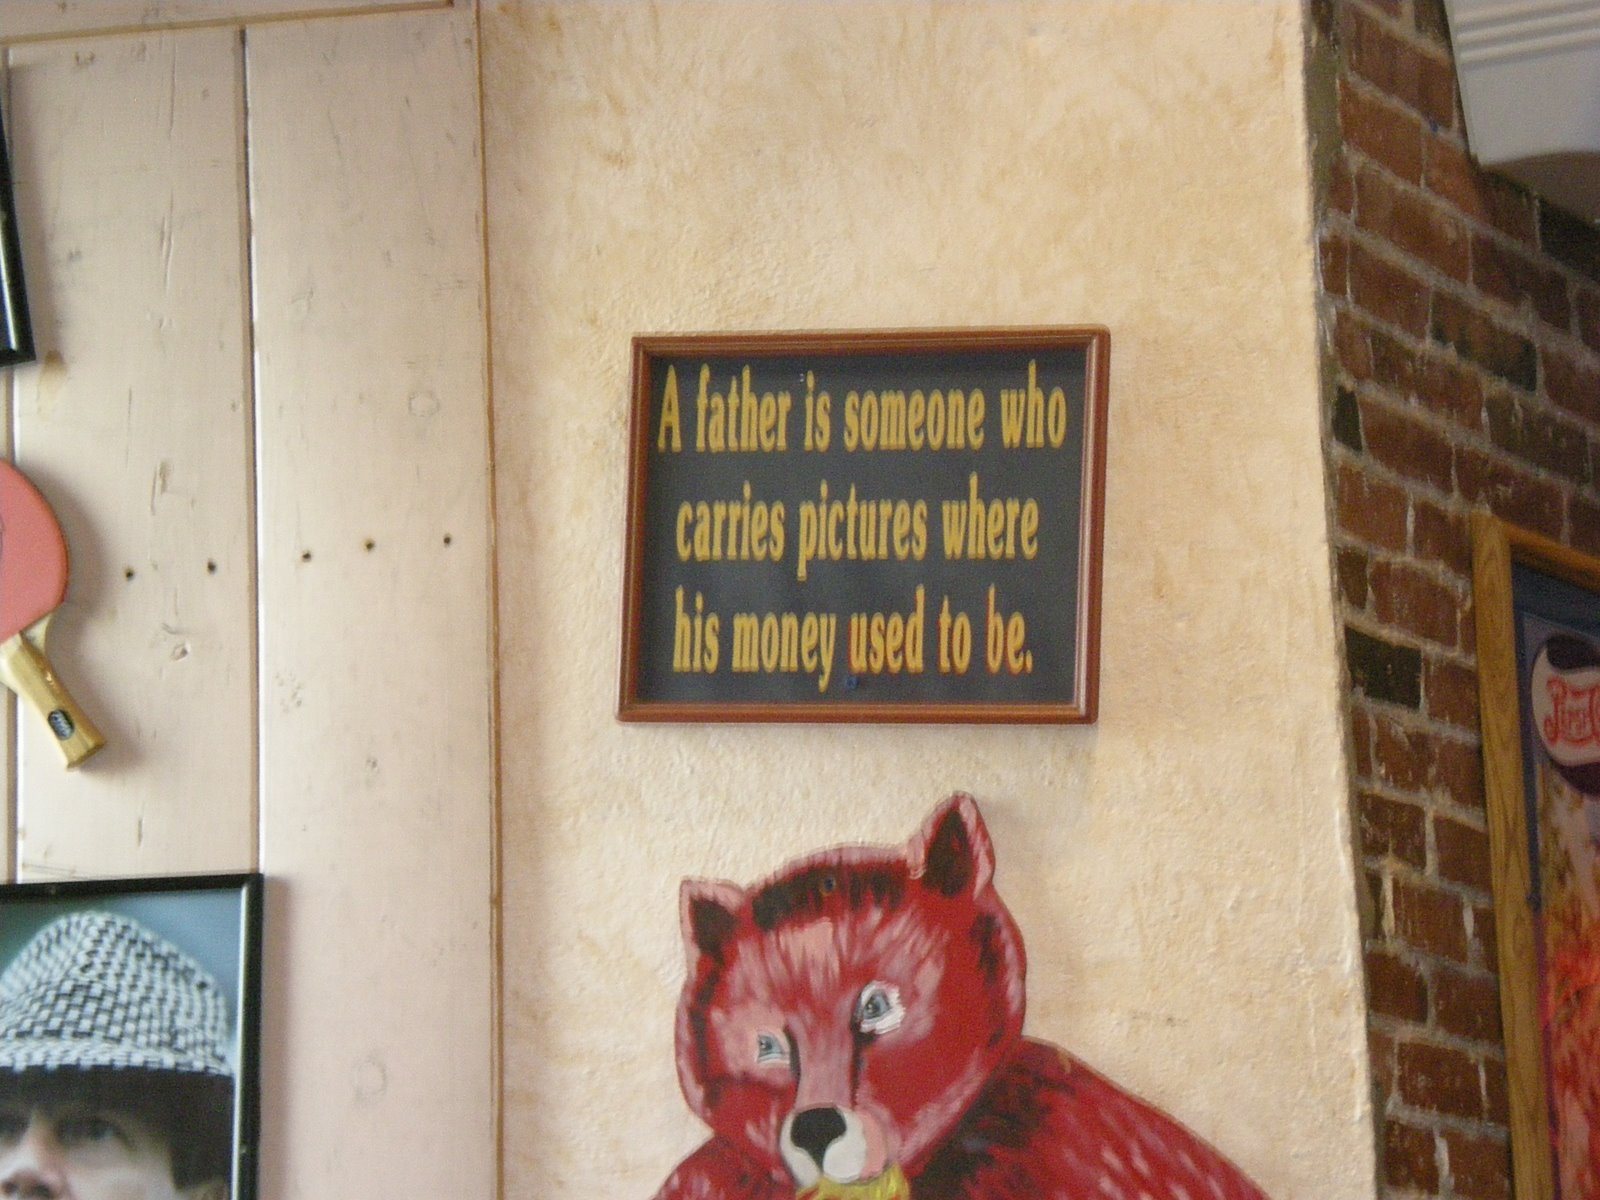 A father is someone who
carries pictures where
his money used to be.